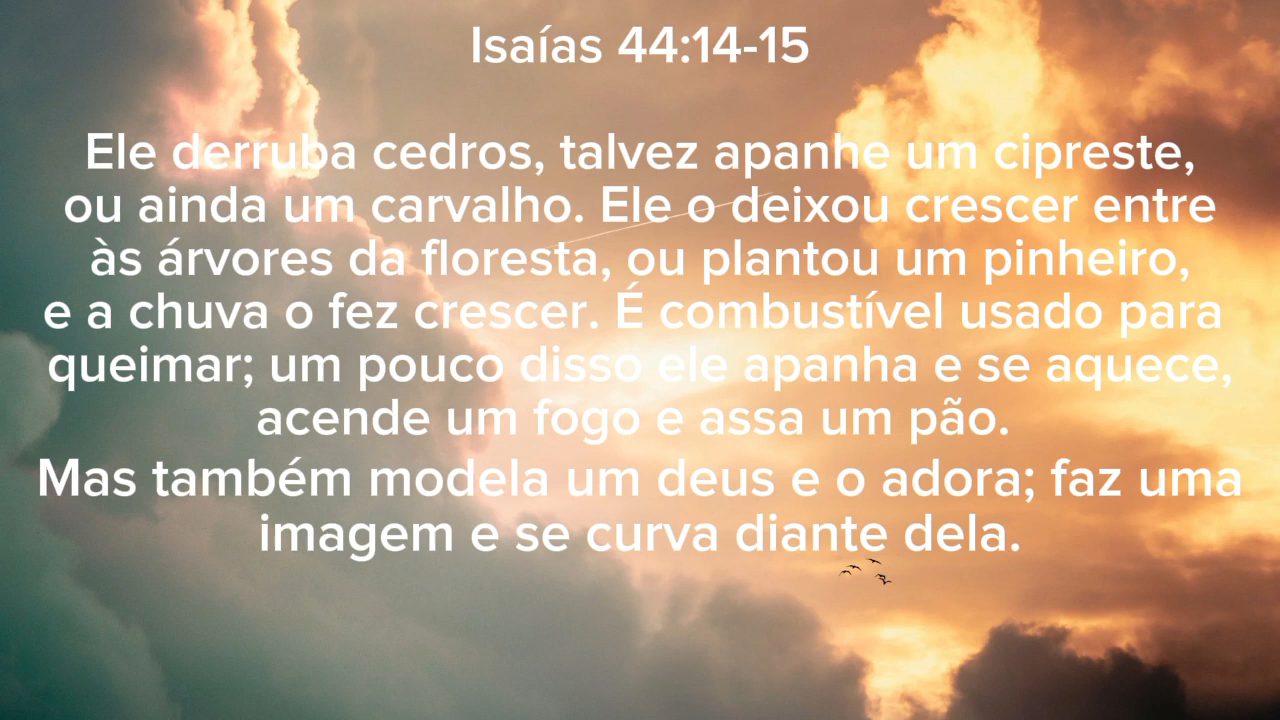 Isaías 44:14-15
Ele derruba cedros, talvez apanhe um cipreste,
ou ainda um carvalho. Ele o deixou crescer entre
às árvores da floresta, ou plantou um pinheiro,
e a chuva o fez crescer. É combustível usado para
queimar; um pouco disso ele apanha e se aquece,
acende um fogo e assa um pão.
Mas também modela um deus e o adora; faz uma
imagem e se curva diante dela.